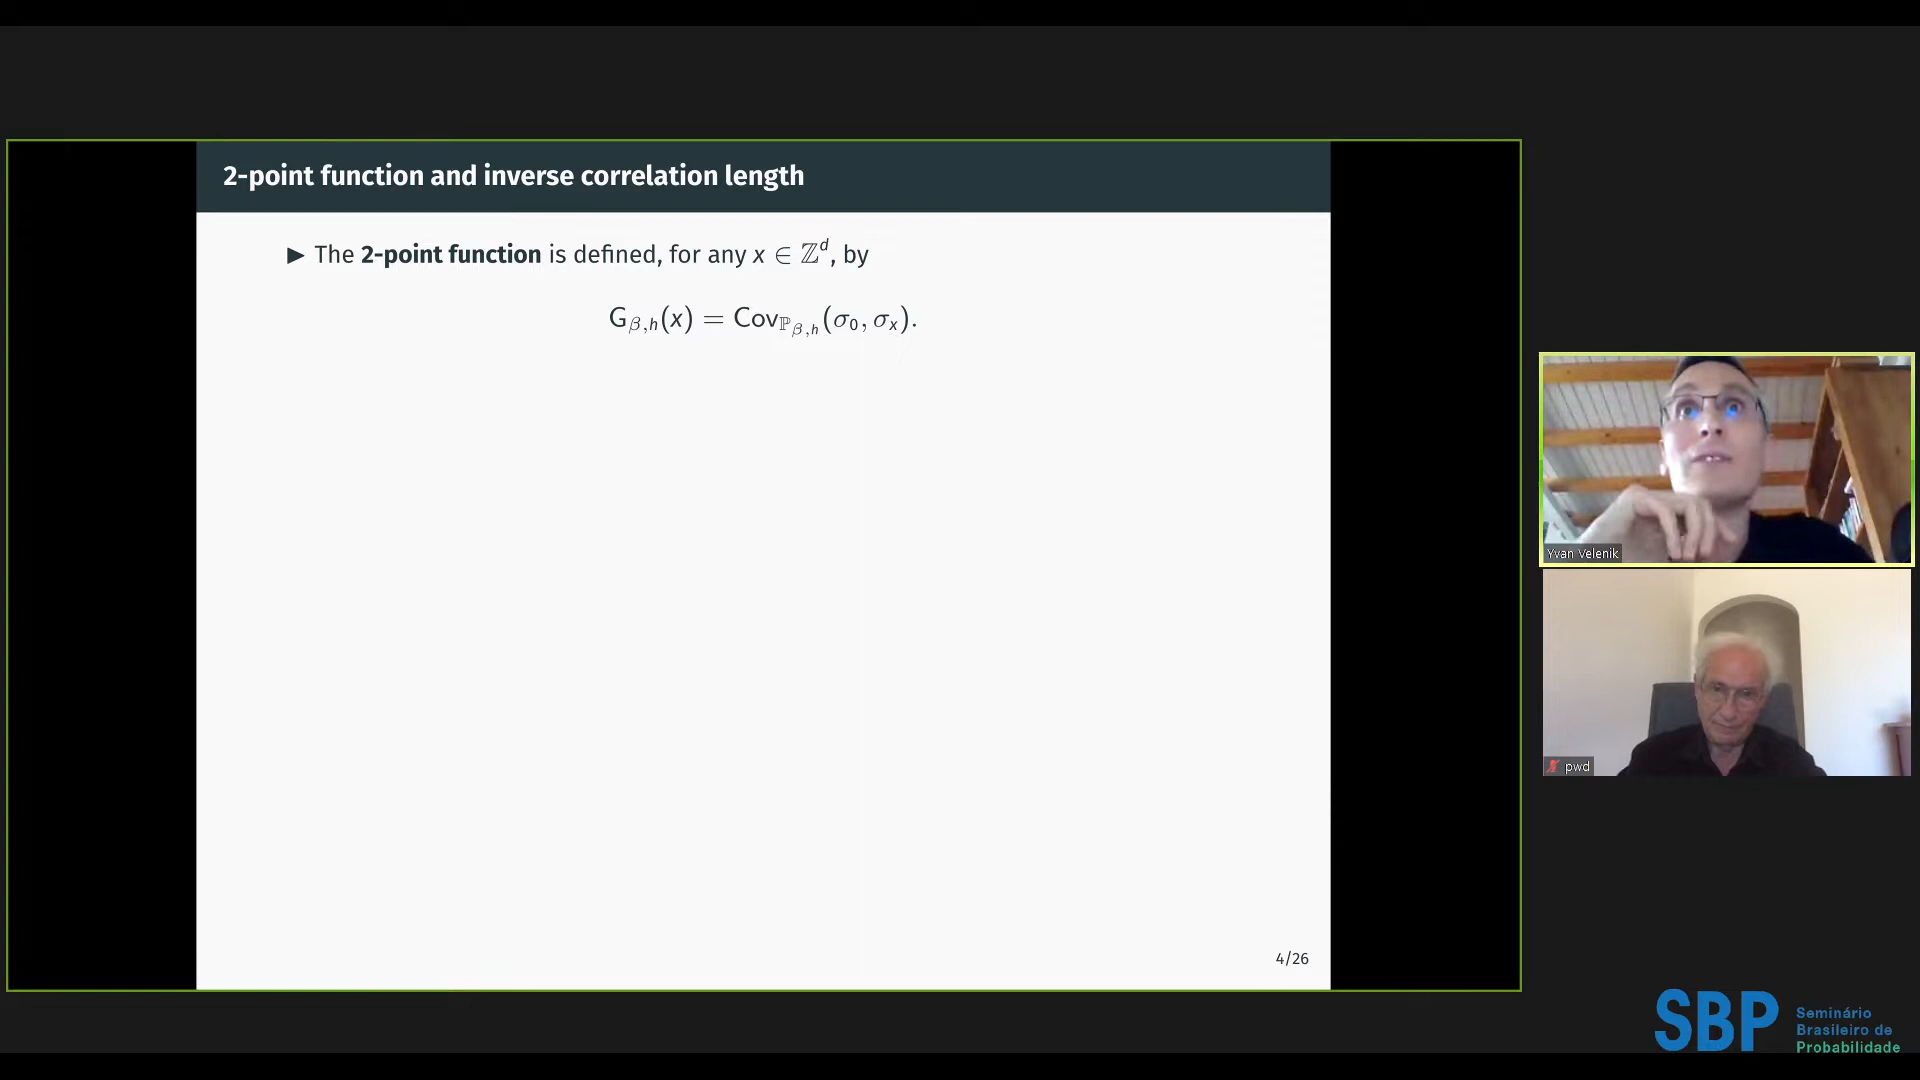 2-point function and inverse correlation length
▶ The 2-point function is defined, for any x ∈ ℤ^d, by
G_{β,h}(x) = Cov_{ℙ_{β,h}}(σ_0, σ_x).
4/26
Yvan Velenik
pwd
SBP
Seminário
Brasileiro de
Probabilidade